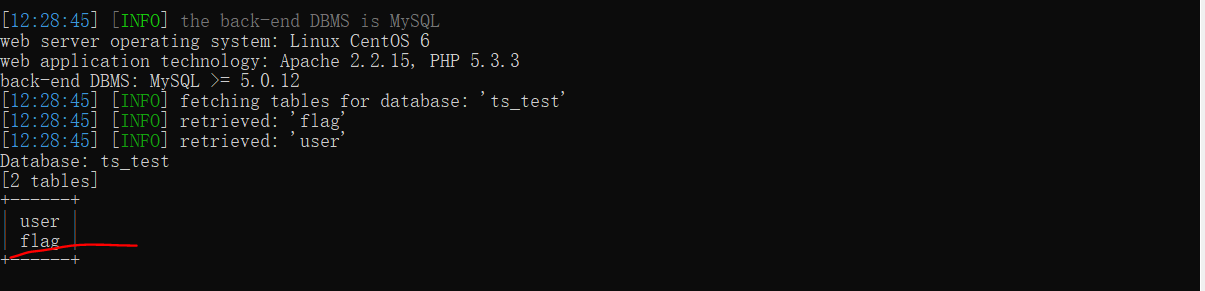 [12:28:45] [INFO] the back-end DBMS is MySQL
web server operating system: Linux CentOS 6
web application technology: Apache 2.2.15, PHP 5.3.3
back-end DBMS: MySQL >= 5.0.12
[12:28:45] [INFO] fetching tables for database: 'ts_test'
[12:28:45] [INFO] retrieved: 'flag'
[12:28:45] [INFO] retrieved: 'user'
Database: ts_test
[2 tables]
+------+
| user |
| flag |
+------+